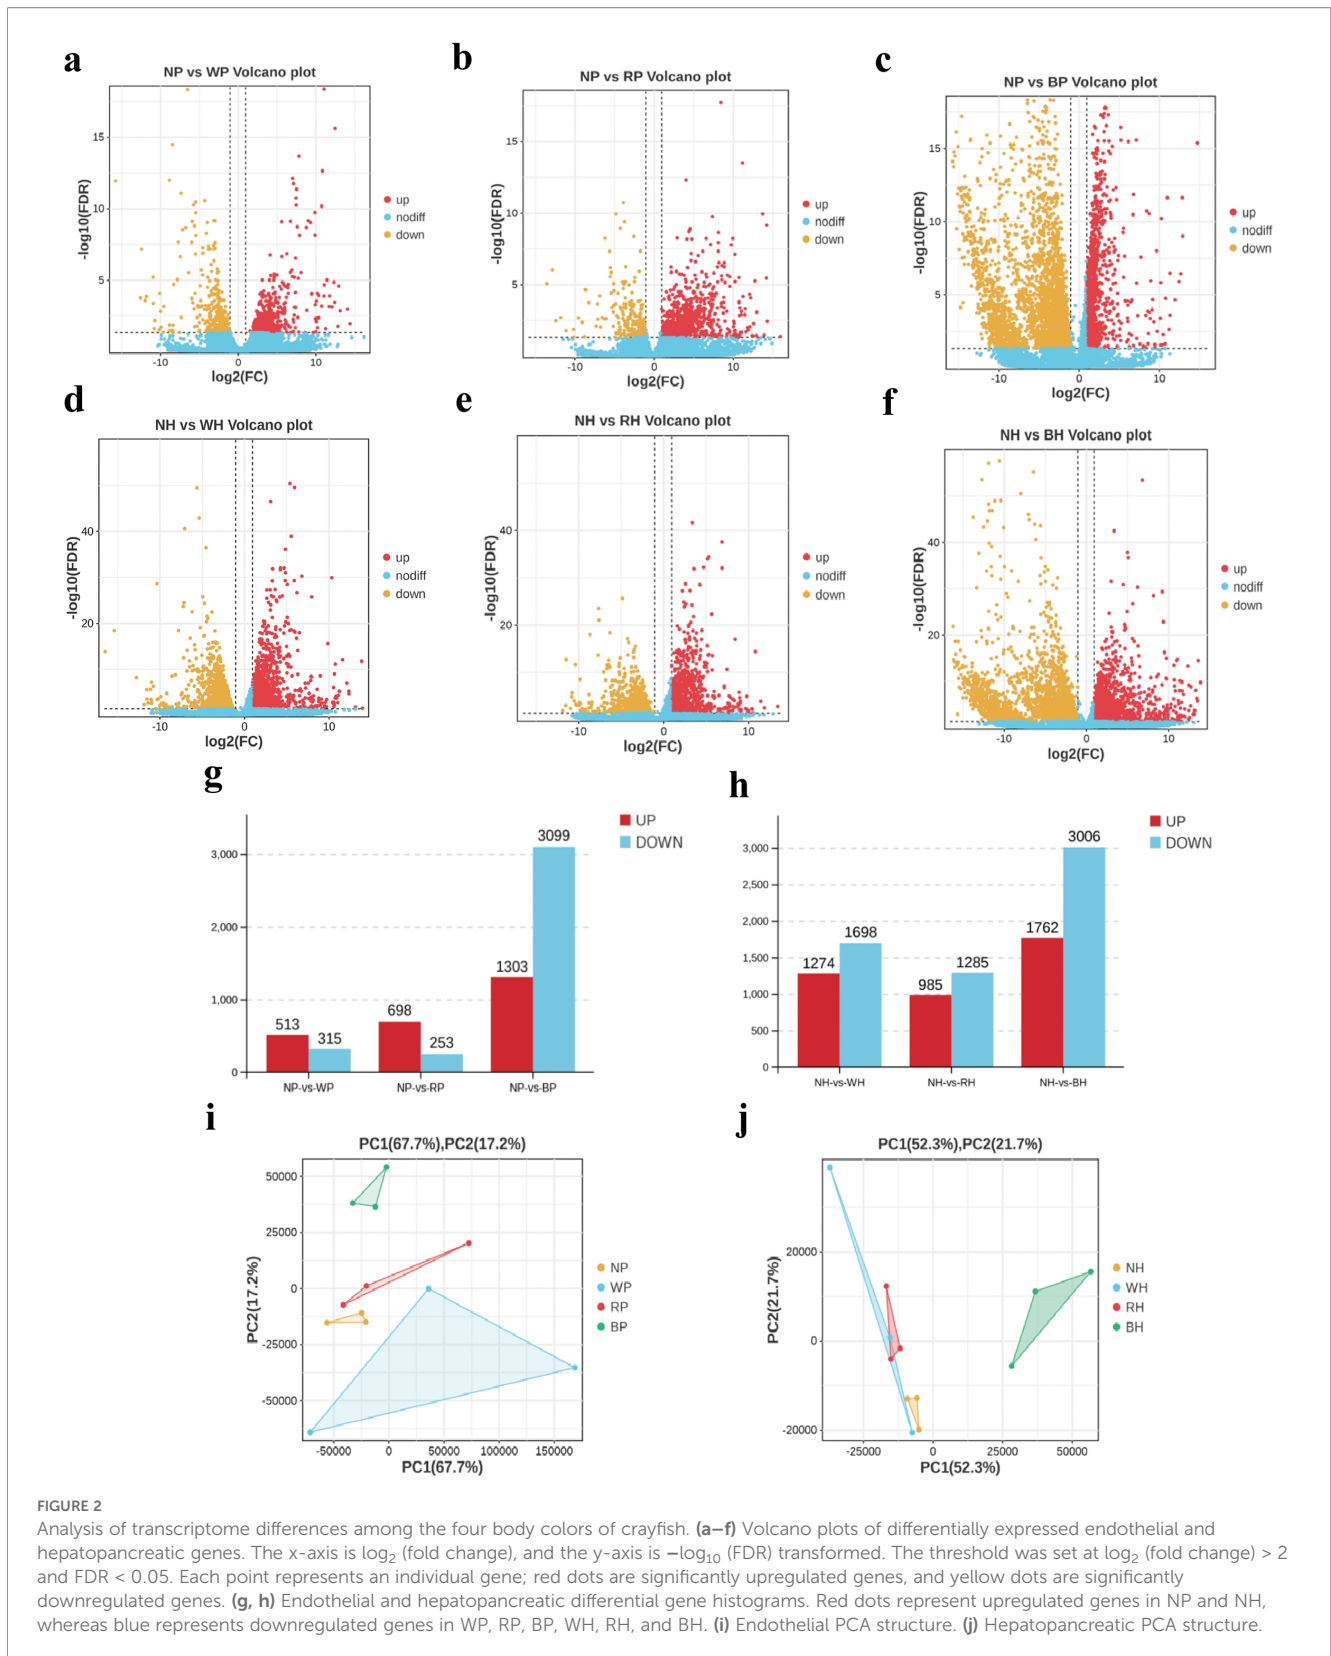 a
NP vs WP Volcano plot
-log10(FDR)
15
10
5
-10
0
10
log2(FC)
up
nodiff
down
b
NP vs RP Volcano plot
-log10(FDR)
15
10
5
-10
0
10
log2(FC)
up
nodiff
down
c
NP vs BP Volcano plot
-log10(FDR)
15
10
5
-10
0
10
log2(FC)
up
nodiff
down
d
NH vs WH Volcano plot
-log10(FDR)
40
20
-10
0
10
log2(FC)
up
nodiff
down
e
NH vs RH Volcano plot
-log10(FDR)
40
20
-10
0
10
log2(FC)
up
nodiff
down
f
NH vs BH Volcano plot
-log10(FDR)
40
20
-10
0
10
log2(FC)
up
nodiff
down
g
UP
DOWN
3,000
2,000
1,000
0
513
315
698
253
1303
3099
NP-vs-WP
NP-vs-RP
NP-vs-BP
h
UP
DOWN
3,000
2,500
2,000
1,500
1,000
500
0
1274
1698
985
1285
1762
3006
NH-vs-WH
NH-vs-RH
NH-vs-BH
i
PC1(67.7%),PC2(17.2%)
PC2(17.2%)
50000
25000
0
-25000
-50000
-50000
0
50000
100000
150000
PC1(67.7%)
NP
WP
RP
BP
j
PC1(52.3%),PC2(21.7%)
PC2(21.7%)
20000
0
-20000
-25000
0
25000
50000
PC1(52.3%)
NH
WH
RH
BH
FIGURE 2
Analysis of transcriptome differences among the four body colors of crayfish. (a–f) Volcano plots of differentially expressed endothelial and
hepatopancreatic genes. The x-axis is log2 (fold change), and the y-axis is −log10 (FDR) transformed. The threshold was set at log2 (fold change) > 2
and FDR < 0.05. Each point represents an individual gene; red dots are significantly upregulated genes, and yellow dots are significantly
downregulated genes. (g, h) Endothelial and hepatopancreatic differential gene histograms. Red dots represent upregulated genes in NP and NH,
whereas blue represents downregulated genes in WP, RP, BP, WH, RH, and BH. (i) Endothelial PCA structure. (j) Hepatopancreatic PCA structure.